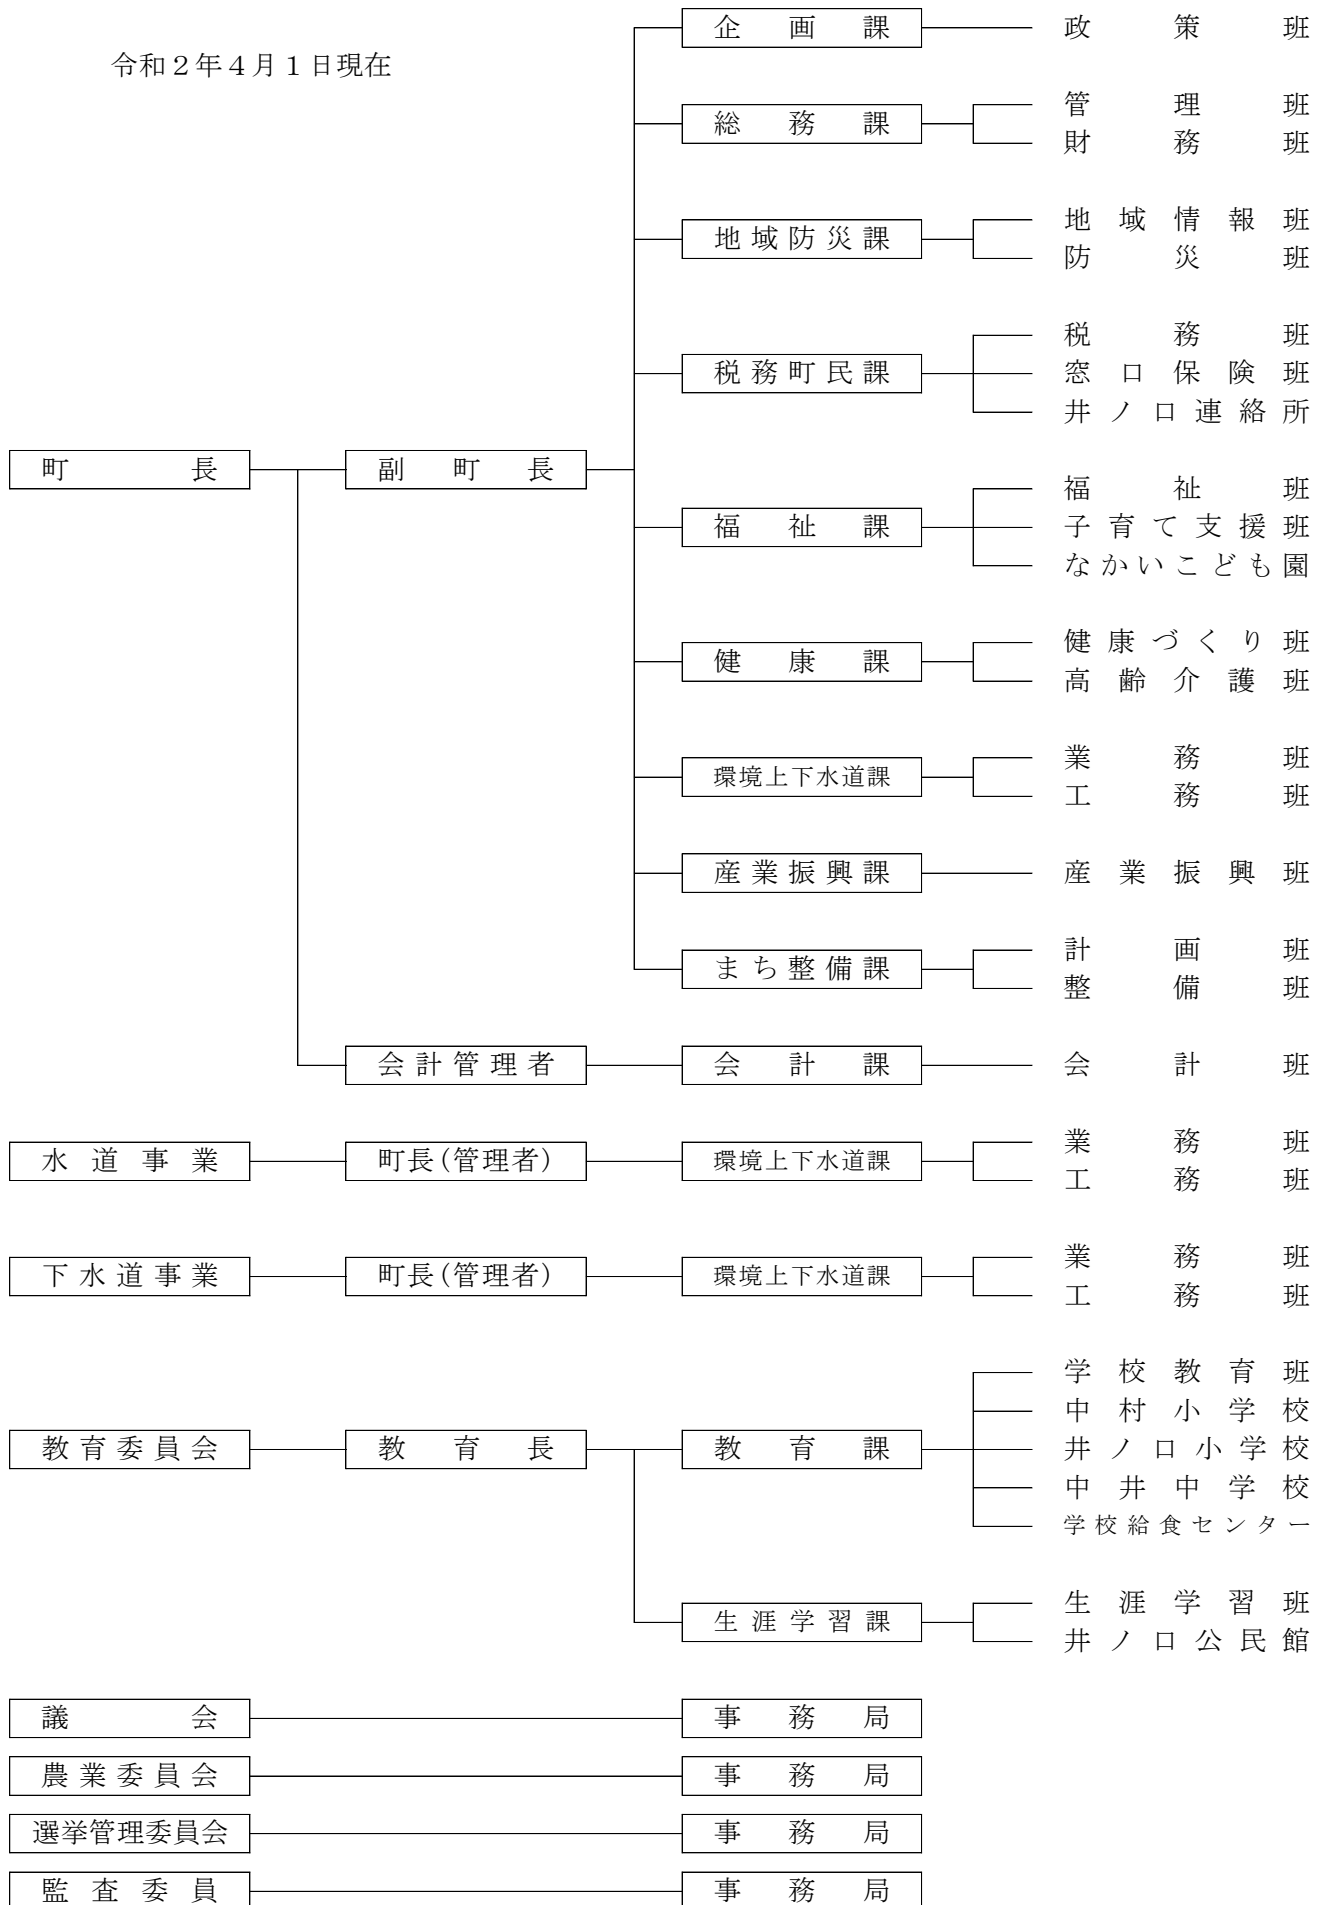 令和２年４月１日現在
企画課 政策班
総務課 管理班
財務班
地域防災課 地域情報班
防災班
税務町民課 税務班
窓口保険班
井ノ口連絡所
町長 副町長
福祉課 福祉班
子育て支援班
なかいこども園
健康課 健康づくり班
高齢介護班
環境上下水道課 業務班
工務班
産業振興課 産業振興班
まち整備課 計画班
整備班
会計管理者 会計課 会計班
水道事業 町長(管理者) 環境上下水道課 業務班
工務班
下水道事業 町長(管理者) 環境上下水道課 業務班
工務班
教育委員会 教育長 教育課 学校教育班
中村小学校
井ノ口小学校
中井中学校
学校給食センター
生涯学習課 生涯学習班
井ノ口公民館
議会 事務局
農業委員会 事務局
選挙管理委員会 事務局
監査委員 事務局